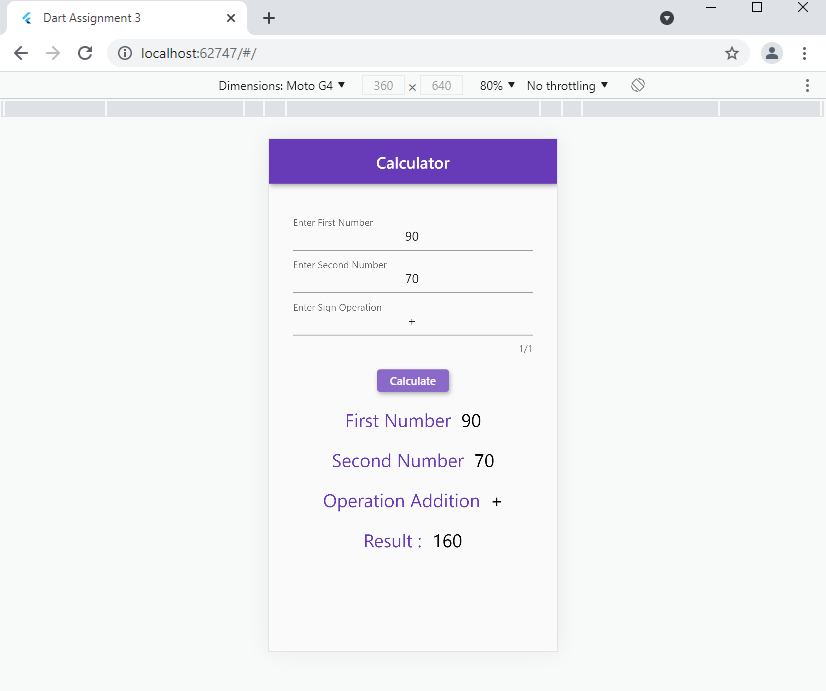 Dart Assignment 3
localhost:62747/#/
Dimensions: Moto G4 ▼ 360 × 640 80% ▼ No throttling ▼
Calculator
Enter First Number
90
Enter Second Number
70
Enter Sign Operation
+
1/1
Calculate
First Number 90
Second Number 70
Operation Addition +
Result : 160